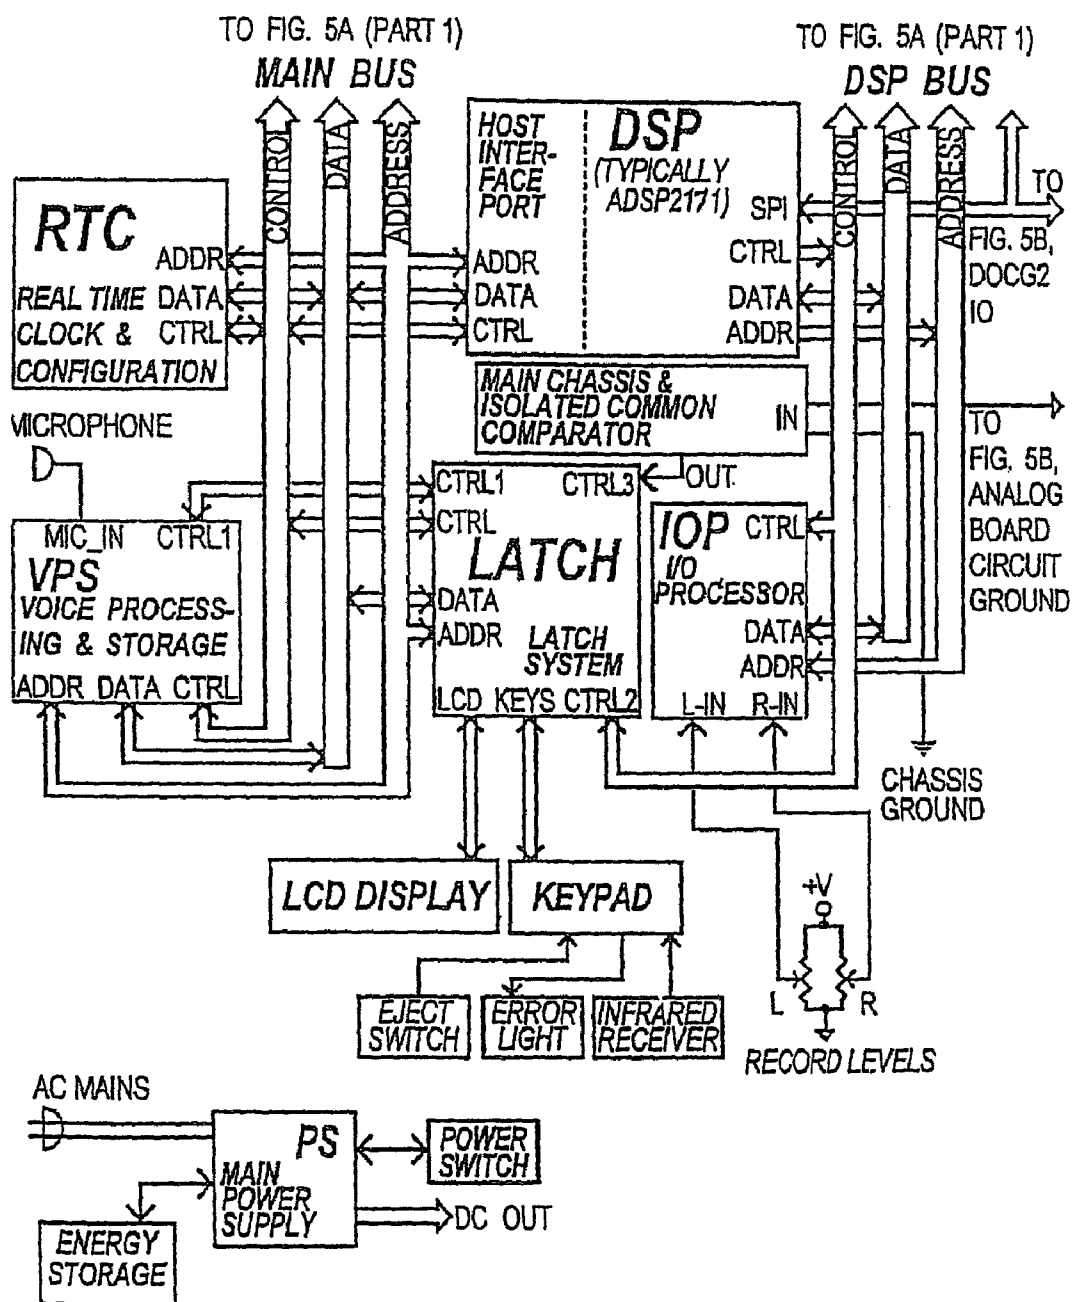 TO FIG. 5A (PART 1)
MAIN BUS
TO FIG. 5A (PART 1)
DSP BUS
CONTROL
DATA
ADDRESS
HOST
INTER-
FACE
PORT
DSP
(TYPICALLY
ADSP2171)
SPI
CTRL
DATA
ADDR
ADDR
DATA
CTRL
CONTROL
DATA
ADDRESS
TO
FIG. 5B,
DOCG2
IO
RTC
ADDR
REAL TIME DATA
CLOCK & CTRL
CONFIGURATION
MAIN CHASSIS &
ISOLATED COMMON
COMPARATOR
IN
OUT
TO
FIG. 5B,
ANALOG
BOARD
CIRCUIT
GROUND
MICROPHONE
MIC_IN CTRL1
VPS
VOICE PROCESS-
ING & STORAGE
ADDR DATA CTRL
CTRL1 CTRL3
CTRL
LATCH
DATA
ADDR
LATCH
SYSTEM
LCD KEYS CTRL2
IOP CTRL
I/O
PROCESSOR
DATA
ADDR
L-IN R-IN
CHASSIS
GROUND
LCD DISPLAY
KEYPAD
EJECT
SWITCH
ERROR
LIGHT
INFRARED
RECEIVER
+V
L R
RECORD LEVELS
AC MAINS
PS
MAIN
POWER
SUPPLY
POWER
SWITCH
DC OUT
ENERGY
STORAGE